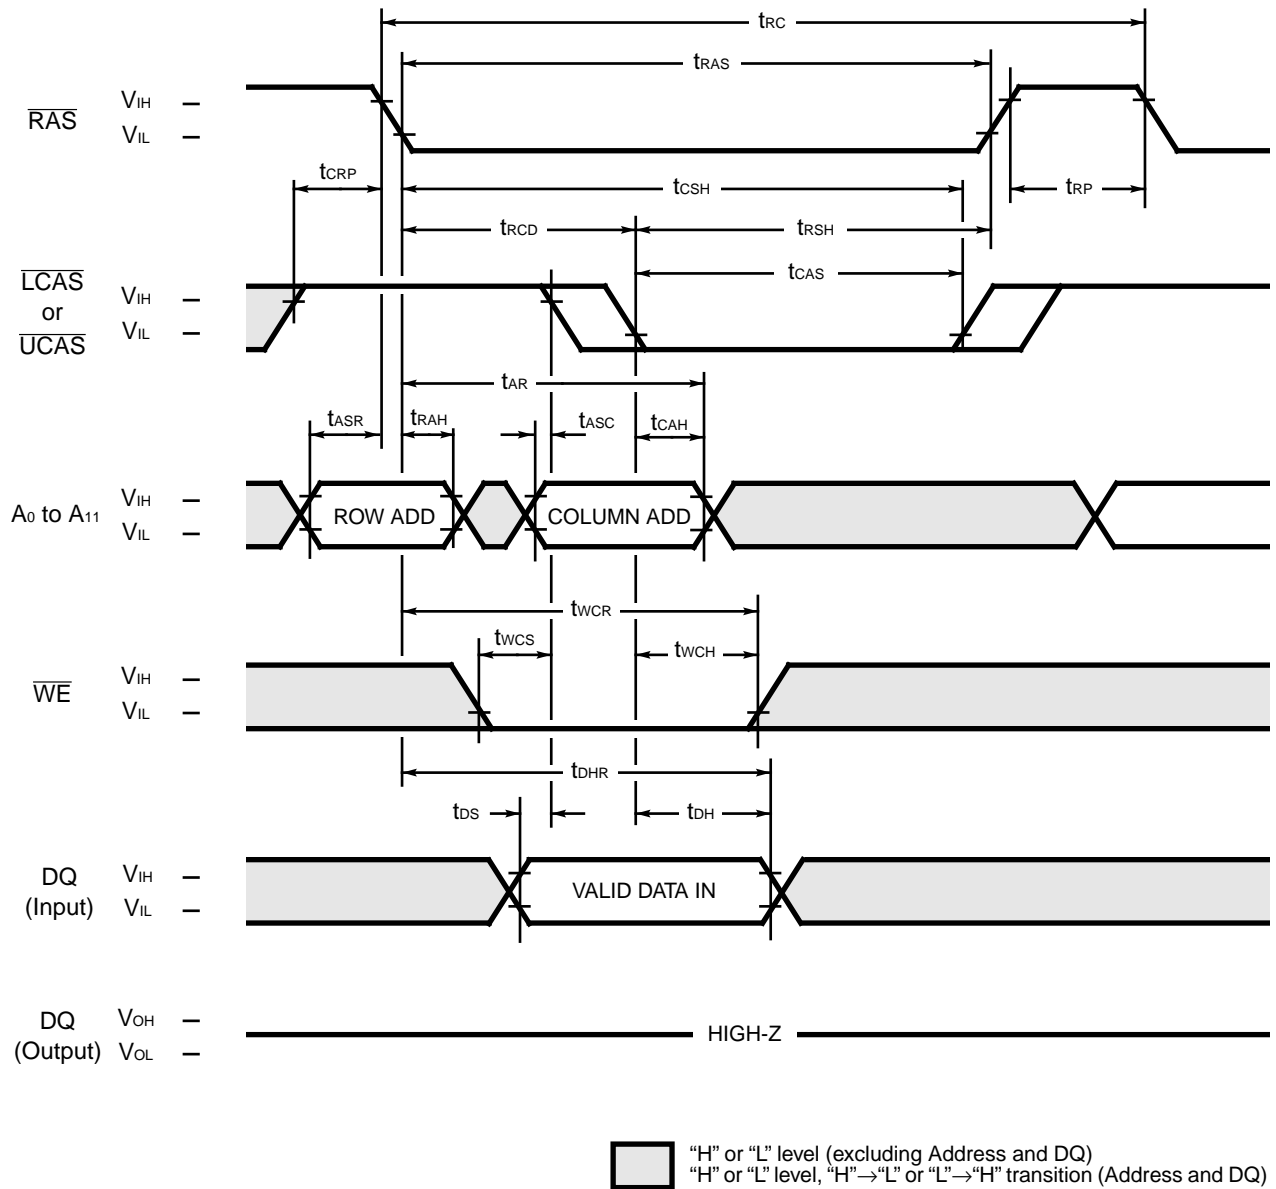 tRC
tRAS
RAS
VIH
VIL
tCRP
tCSH
tRP
tRCD
tRSH
tCAS
LCAS
or
UCAS
VIH
VIL
tAR
tASR
tRAH
tASC
tCAH
A0 to A11
VIH
VIL
ROW ADD
COLUMN ADD
tWCR
tWCS
tWCH
WE
VIH
VIL
tDHR
tDS
tDH
DQ
(Input)
VIH
VIL
VALID DATA IN
DQ
(Output)
VOH
VOL
HIGH-Z
“H” or “L” level (excluding Address and DQ)
“H” or “L” level, “H”→“L” or “L”→“H” transition (Address and DQ)